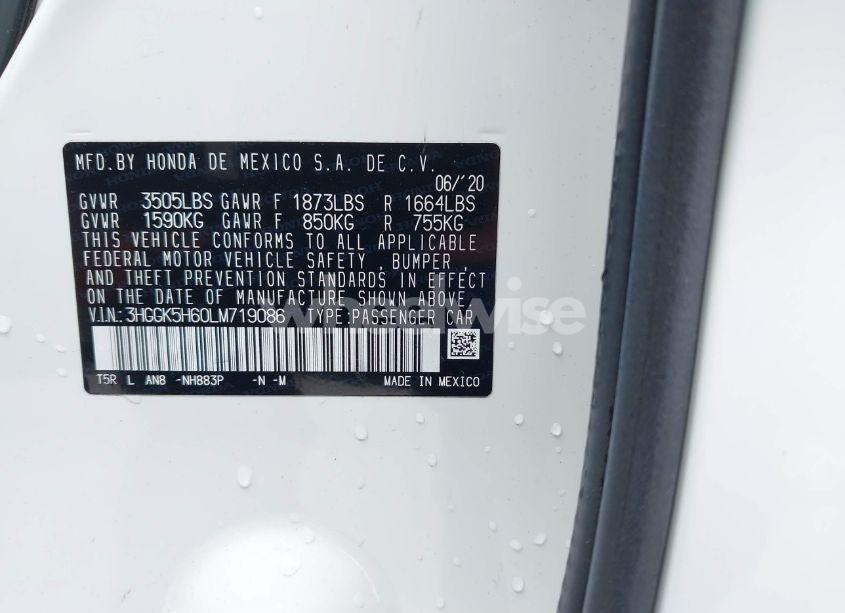 MFD.BY HONDA DE MEXICO S.A. DE C.V.
06/'20
GVWR 3505LBS GAWR F 1873LBS R 1664LBS
GVWR 1590KG GAWR F 850KG R 755KG
THIS VEHICLE CONFORMS TO ALL APPLICABLE
FEDERAL MOTOR VEHICLE SAFETY ,BUMPER ,
AND THEFT PREVENTION STANDARDS IN EFFECT
ON THE DATE OF MANUFACTURE SHOWN ABOVE.
V.I.N.:3HGGK5H60LM719086 TYPE:PASSENGER CAR
T5R L AN8 -NH883P -N -M MADE IN MEXICO